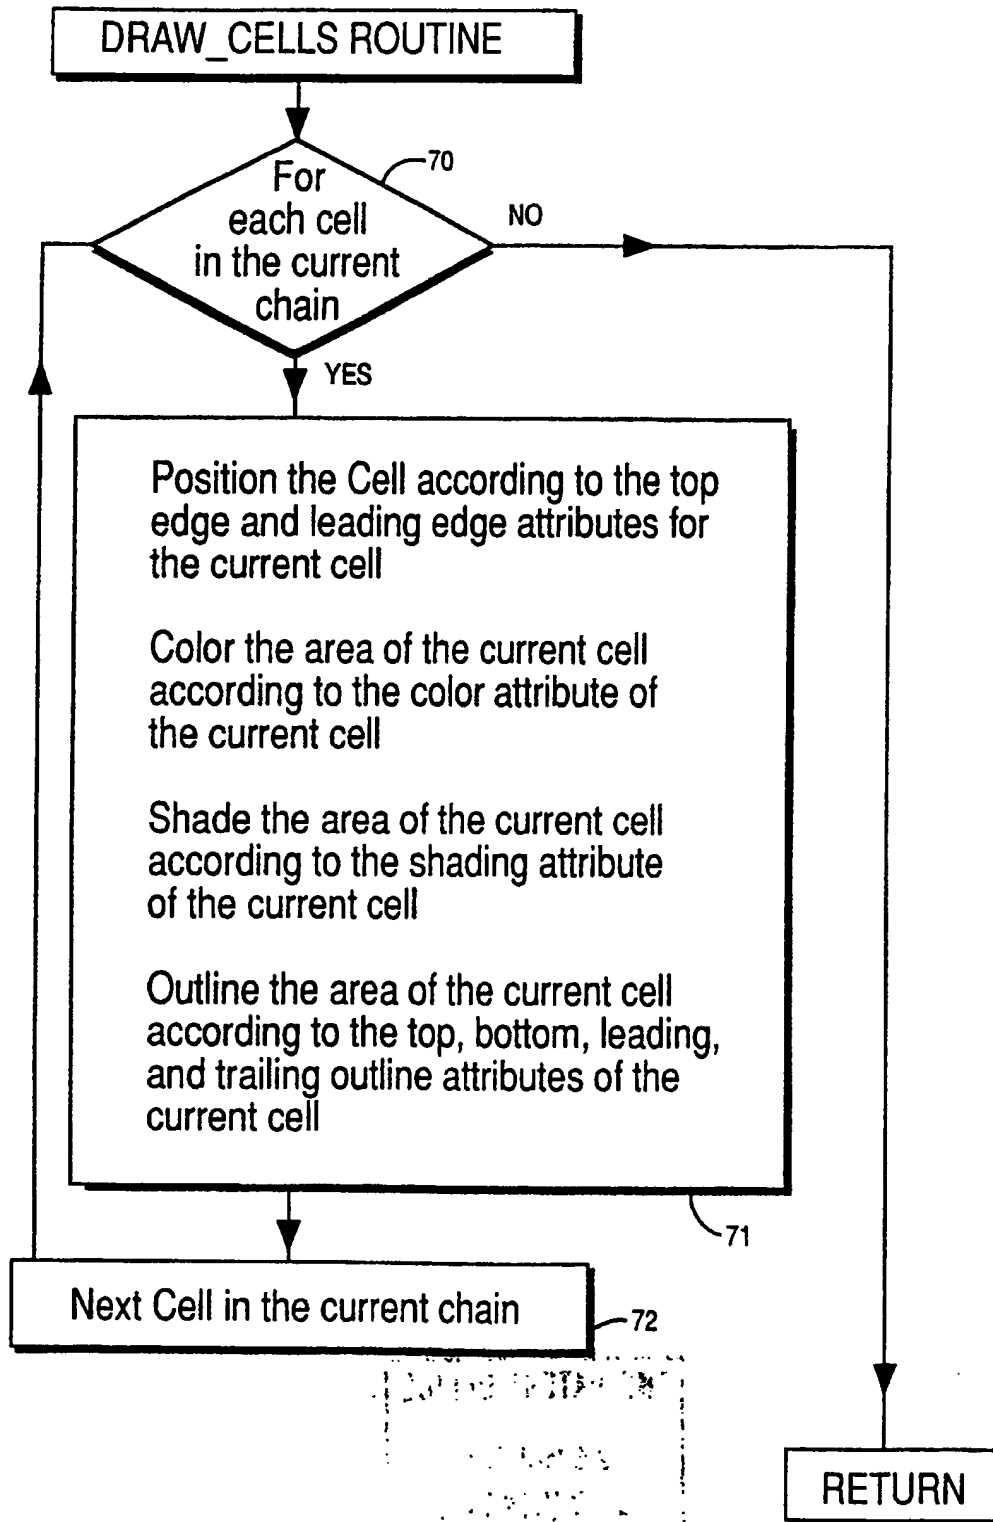 DRAW_CELLS ROUTINE
70
For
each cell
in the current
chain
NO
YES
Position the Cell according to the top
edge and leading edge attributes for
the current cell
Color the area of the current cell
according to the color attribute of
the current cell
Shade the area of the current cell
according to the shading attribute
of the current cell
Outline the area of the current cell
according to the top, bottom, leading,
and trailing outline attributes of the
current cell
71
Next Cell in the current chain
72
RETURN